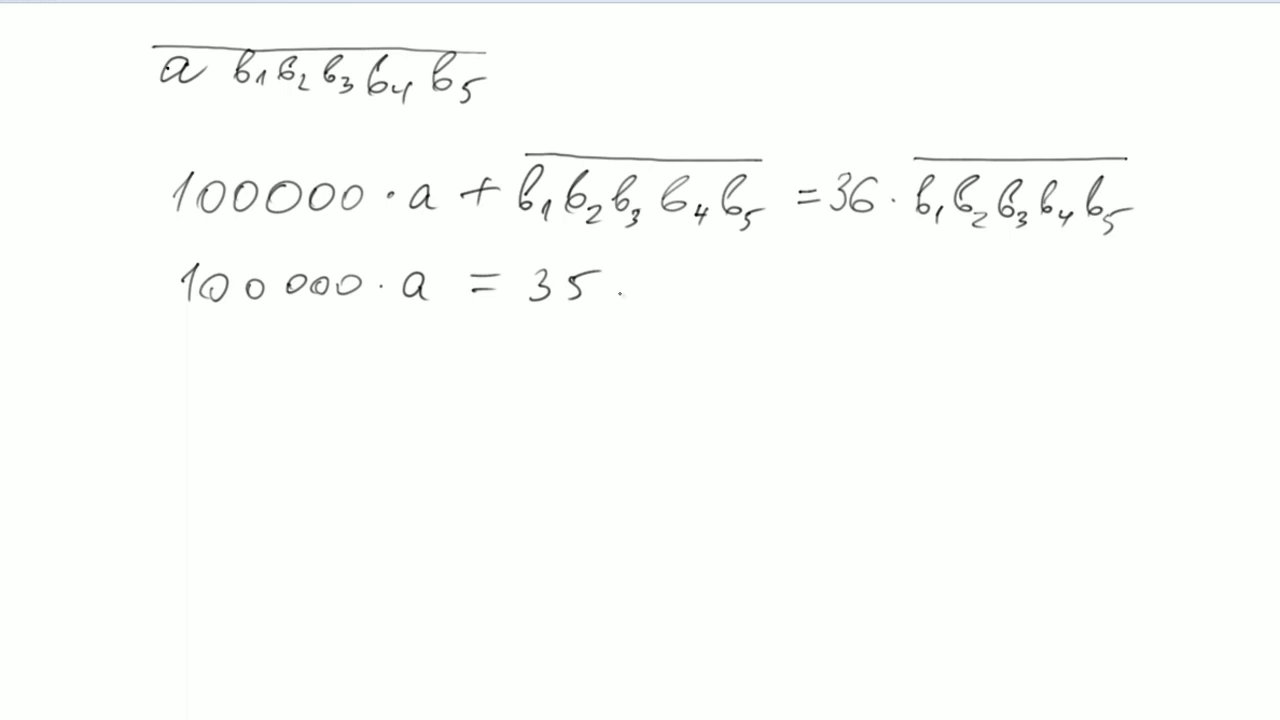 a b₁ b₂ b₃ b₄ b₅
100000 · a + b₁ b₂ b₃ b₄ b₅ = 36 · b₁ b₂ b₃ b₄ b₅
100000 · a = 35 ·